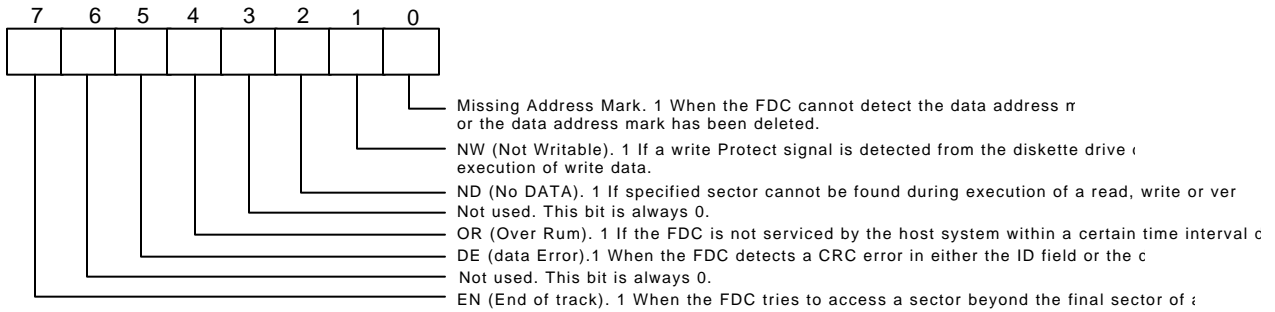 7 6 5 4 3 2 1 0
Missing Address Mark. 1 When the FDC cannot detect the data address
or the data address mark has been deleted.
NW (Not Writable). 1 If a write Protect signal is detected from the diskette drive
execution of write data.
ND (No DATA). 1 If specified sector cannot be found during execution of a read, write or
Not used. This bit is always 0.
OR (Over Rum). 1 If the FDC is not serviced by the host system within a certain time interval
DE (data Error).1 When the FDC detects a CRC error in either the ID field or the
Not used. This bit is always 0.
EN (End of track). 1 When the FDC tries to access a sector beyond the final sector of